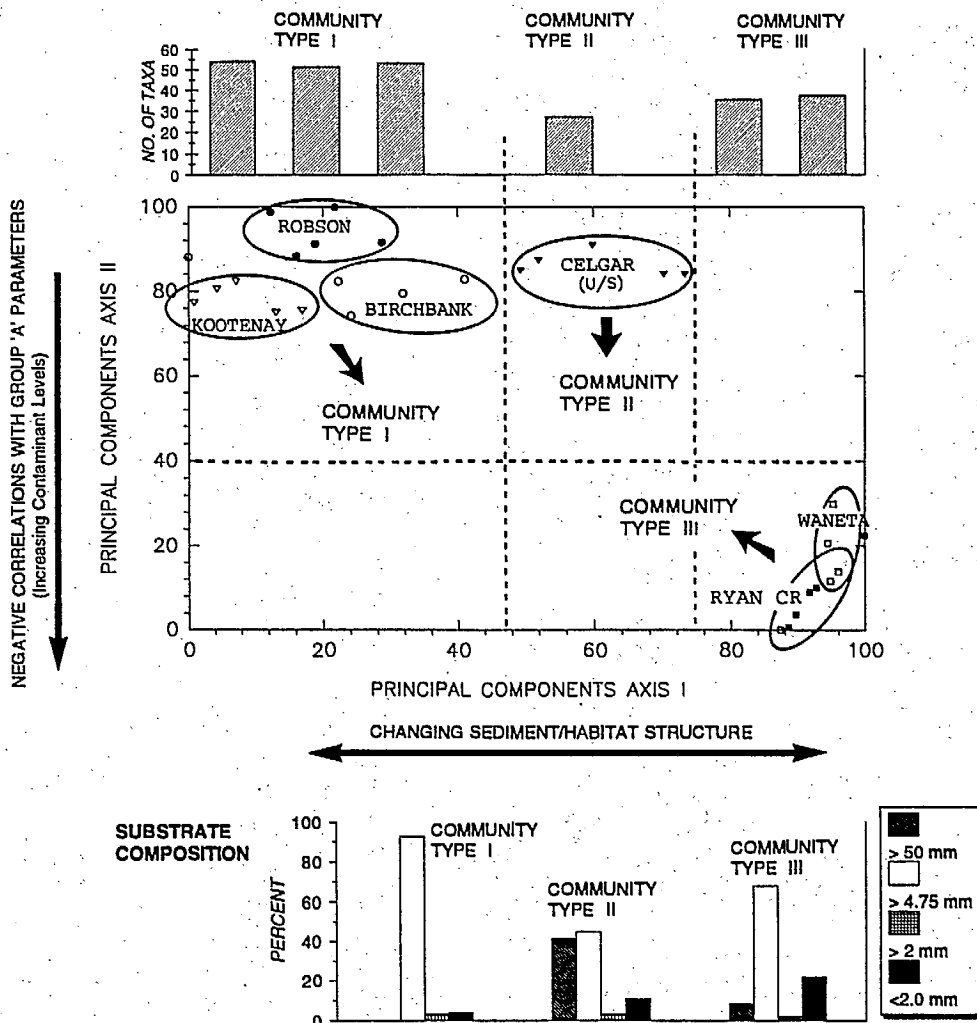 COMMUNITY
TYPE I
COMMUNITY
TYPE II
COMMUNITY
TYPE III
NO. OF TAXA
60
50
40
30
20
10
0
NEGATIVE CORRELATIONS WITH GROUP 'A' PARAMETERS
(Increasing Contaminant Levels)
PRINCIPAL COMPONENTS AXIS II
100
80
60
40
20
0
ROBSON
KOOTENAY
BIRCHBANK
CELGAR
(U/S)
COMMUNITY
TYPE I
COMMUNITY
TYPE II
COMMUNITY
TYPE III
WANETA
RYAN CR
0 20 40 60 80 100
PRINCIPAL COMPONENTS AXIS I
CHANGING SEDIMENT/HABITAT STRUCTURE
SUBSTRATE
COMPOSITION
PERCENT
100
80
60
40
20
0
COMMUNITY
TYPE I
COMMUNITY
TYPE II
COMMUNITY
TYPE III
> 50 mm
> 4.75 mm
> 2 mm
<2.0 mm